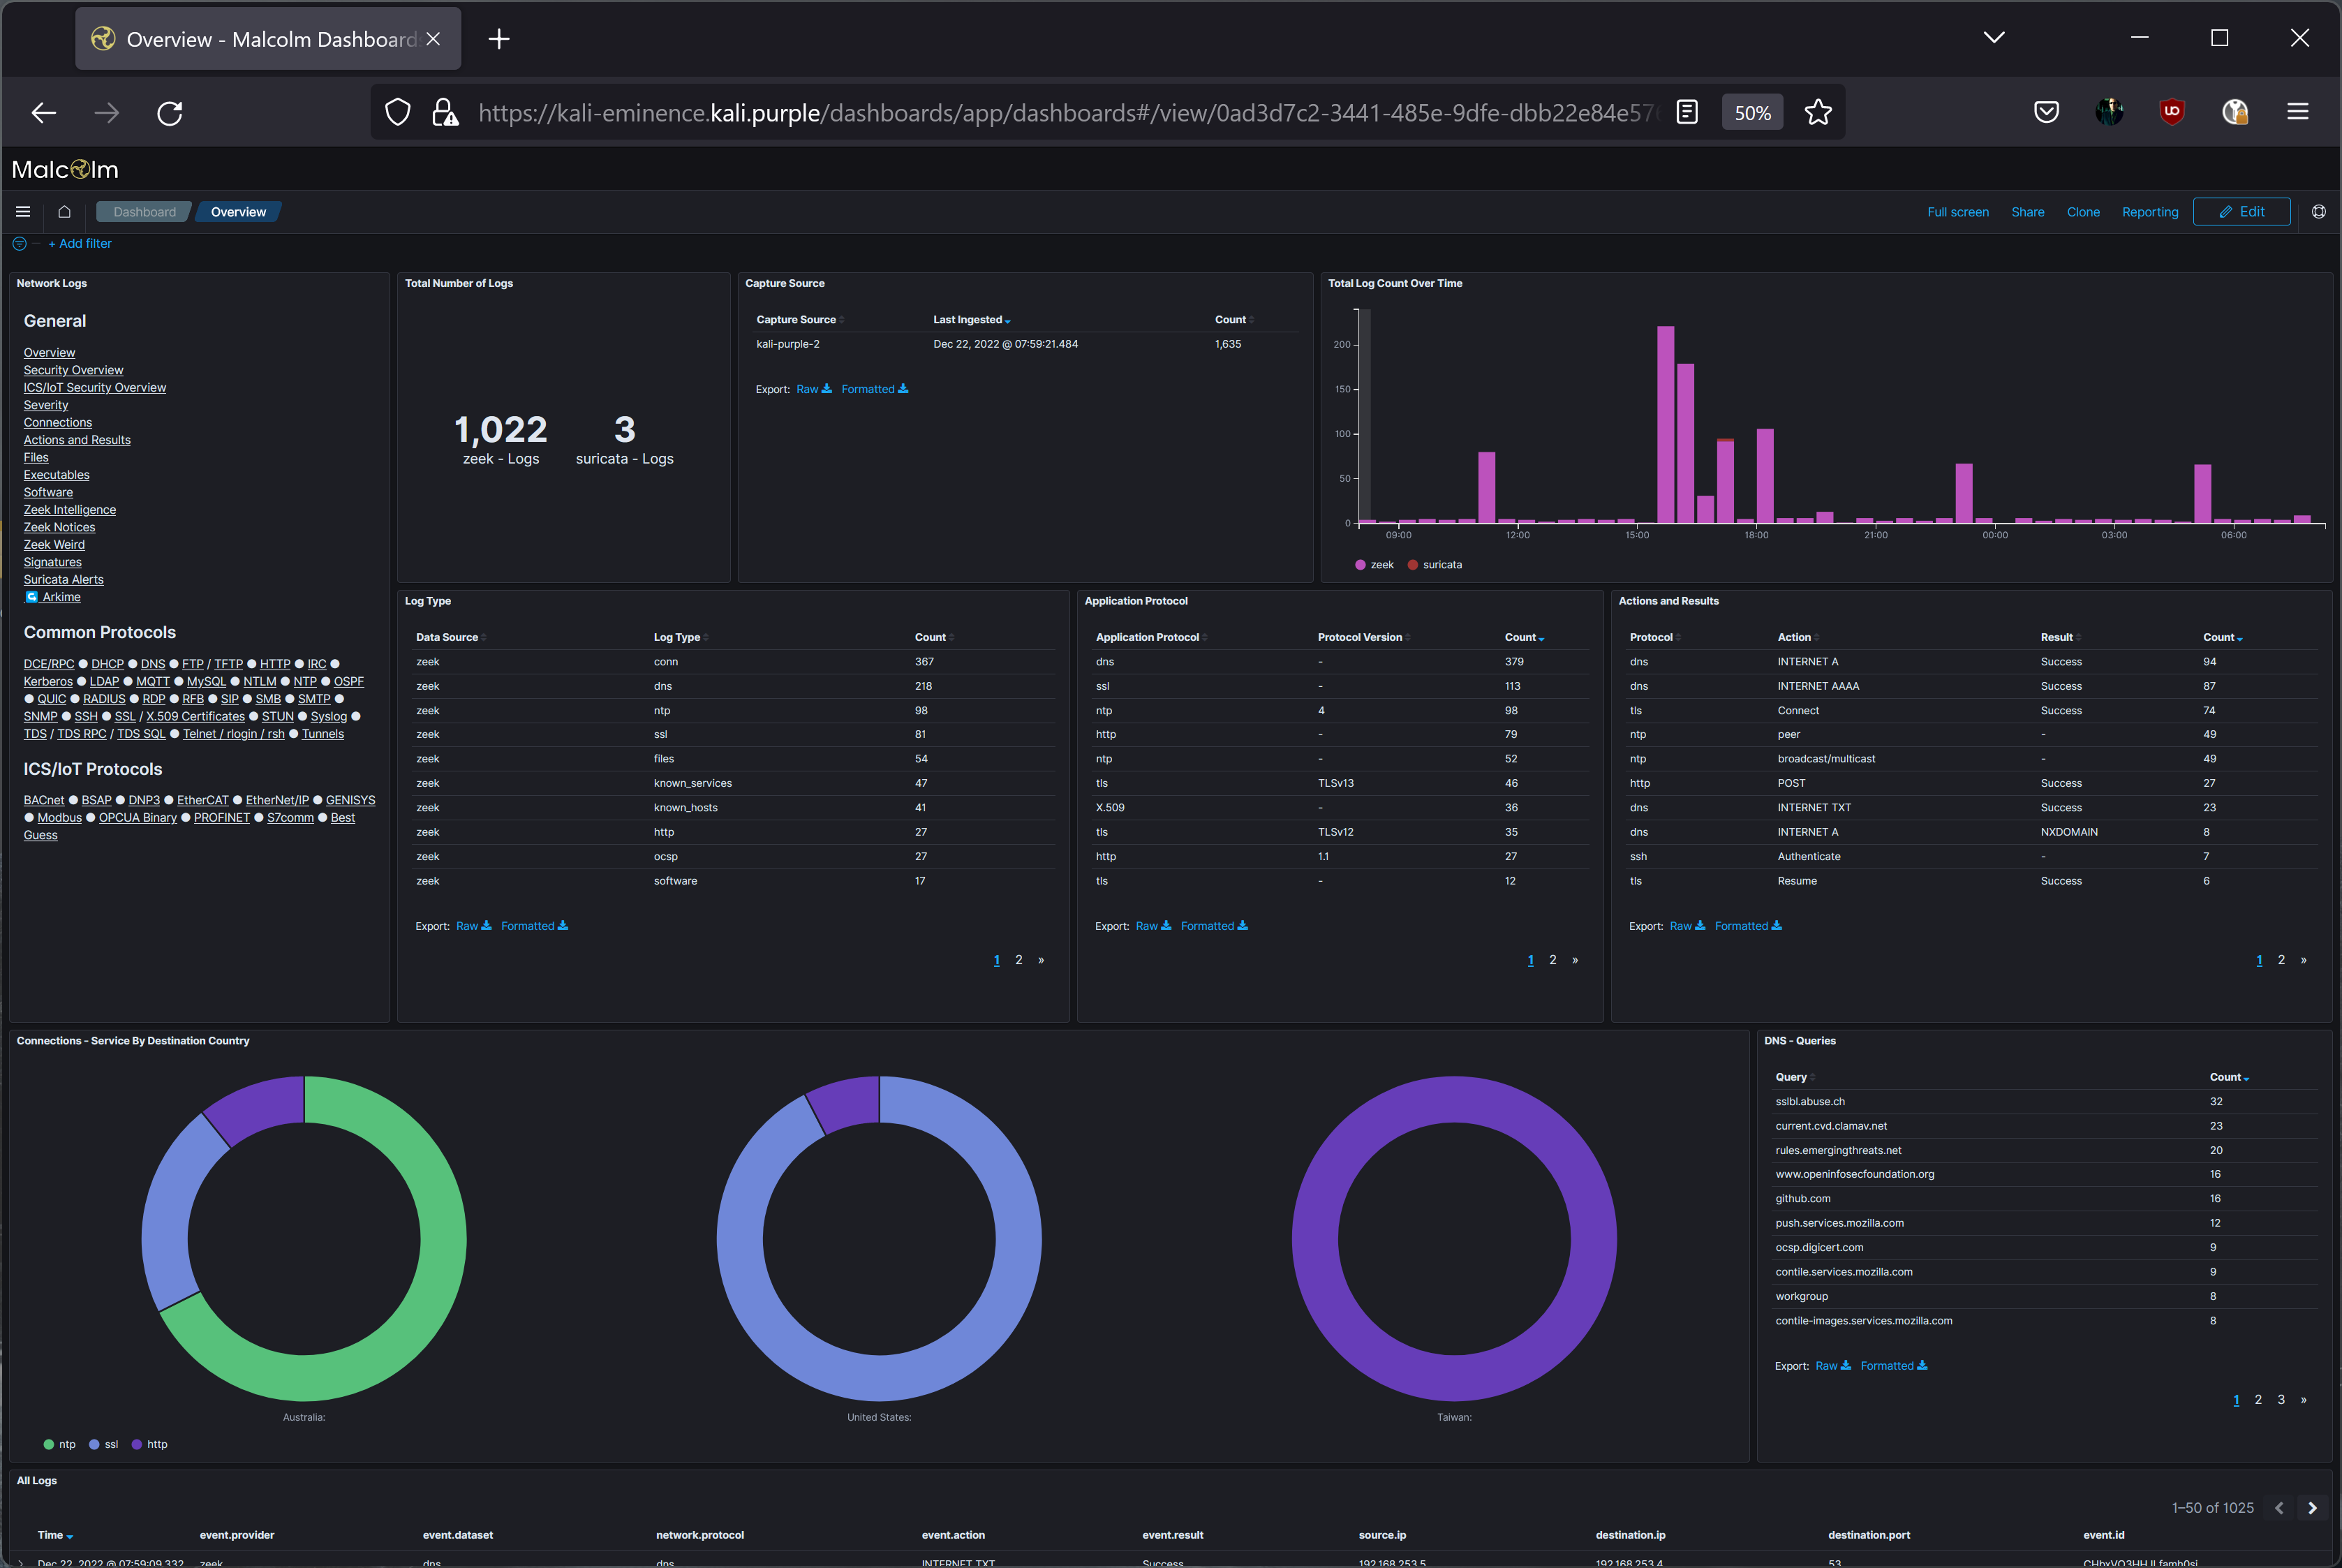 Overview - Malcolm Dashboard
https://kali-eminence.kali.purple/dashboards/app/dashboards#/view/0ad3d7c2-3441-485e-9dfe-dbb22e84e57 50%
Malcolm
Dashboard Overview Full screen Share Clone Reporting Edit
+ Add filter
Network Logs
General
Overview
Security Overview
ICS/IoT Security Overview
Severity
Connections
Actions and Results
Files
Executables
Software
Zeek Intelligence
Zeek Notices
Zeek Weird
Signatures
Suricata Alerts
Arkime
Common Protocols
DCE/RPC ● DHCP ● DNS ● FTP / TFTP ● HTTP ● IRC ●
Kerberos ● LDAP ● MQTT ● MySQL ● NTLM ● NTP ● OSPF
● QUIC ● RADIUS ● RDP ● RFB ● SIP ● SMB ● SMTP ●
SNMP ● SSH ● SSL / X.509 Certificates ● STUN ● Syslog ●
TDS / TDS RPC / TDS SQL ● Telnet / rlogin / rsh ● Tunnels
ICS/IoT Protocols
BACnet ● BSAP ● DNP3 ● EtherCAT ● EtherNet/IP ● GENISYS
● Modbus ● OPCUA Binary ● PROFINET ● S7comm ● Best
Guess
Total Number of Logs
1,022 3
zeek - Logs suricata - Logs
Capture Source
Capture Source Last Ingested Count
kali-purple-2 Dec 22, 2022 @ 07:59:21.484 1,635
Export: Raw Formatted
Total Log Count Over Time
200
150
100
50
0
09:00 12:00 15:00 18:00 21:00 00:00 03:00 06:00
zeek suricata
Log Type
Data Source Log Type Count
zeek conn 367
zeek dns 218
zeek ntp 98
zeek ssl 81
zeek files 54
zeek known_services 47
zeek known_hosts 41
zeek http 27
zeek ocsp 27
zeek software 17
Export: Raw Formatted
1 2 »
Application Protocol
Application Protocol Protocol Version Count
dns - 379
ssl - 113
ntp 4 98
http - 79
ntp - 52
tls TLSv13 46
X.509 - 36
tls TLSv12 35
http 1.1 27
tls - 12
Export: Raw Formatted
1 2 »
Actions and Results
Protocol Action Result Count
dns INTERNET A Success 94
dns INTERNET AAAA Success 87
tls Connect Success 74
ntp peer - 49
ntp broadcast/multicast - 49
http POST Success 27
dns INTERNET TXT Success 23
dns INTERNET A NXDOMAIN 8
ssh Authenticate - 7
tls Resume Success 6
Export: Raw Formatted
1 2 »
Connections - Service By Destination Country
Australia: United States: Taiwan:
ntp ssl http
DNS - Queries
Query Count
sslbl.abuse.ch 32
current.cvd.clamav.net 23
rules.emergingthreats.net 20
www.openinfosecfoundation.org 16
github.com 16
push.services.mozilla.com 12
ocsp.digicert.com 9
contile.services.mozilla.com 9
workgroup 8
contile-images.services.mozilla.com 8
Export: Raw Formatted
1 2 3 »
All Logs
1–50 of 1025
Time event.provider event.dataset network.protocol event.action event.result source.ip destination.ip destination.port event.id
Dec 22, 2022 @ 07:59:09.332 zeek dns dns INTERNET TXT Success 192.168.253.5 192.168.253.4 53